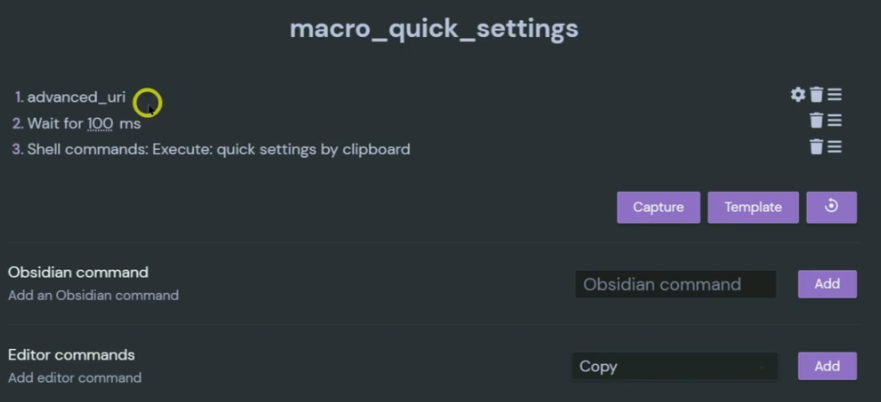 macro_quick_settings
1. advanced_uri
2. Wait for 100 ms
3. Shell commands: Execute: quick settings by clipboard
Capture Template
Obsidian command
Add an Obsidian command
Obsidian command Add
Editor commands
Add editor command
Copy Add